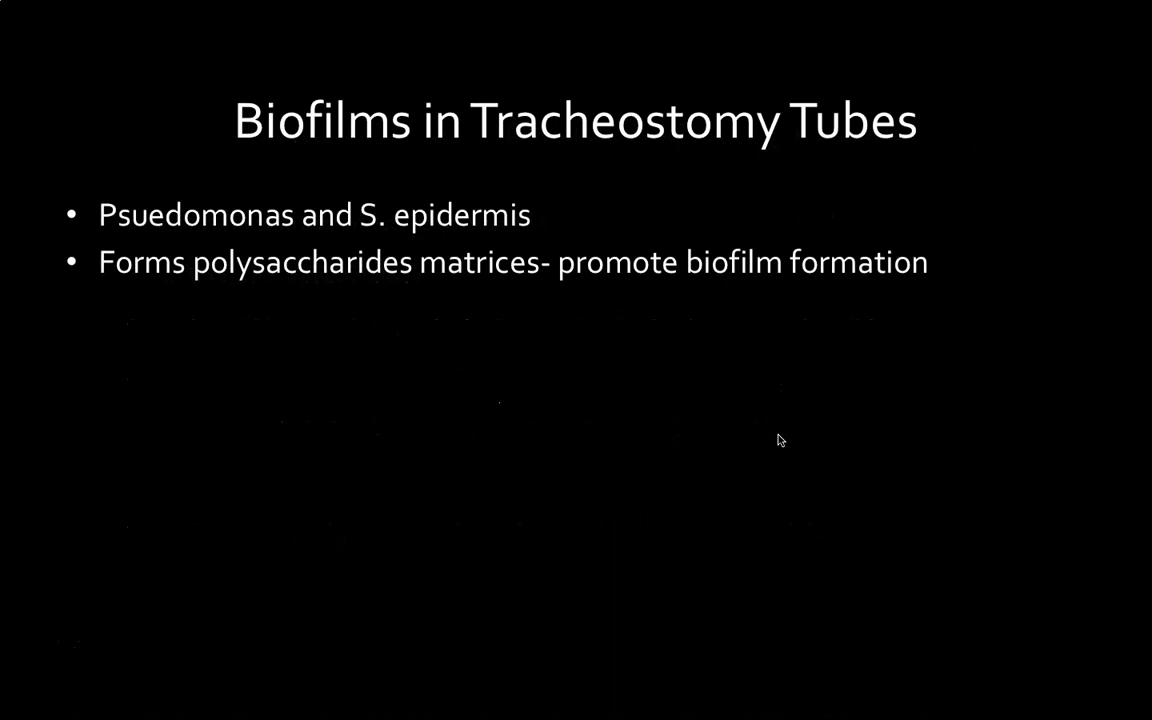 Biofilms in Tracheostomy Tubes
• Psuedomonas and S. epidermis
• Forms polysaccharides matrices- promote biofilm formation